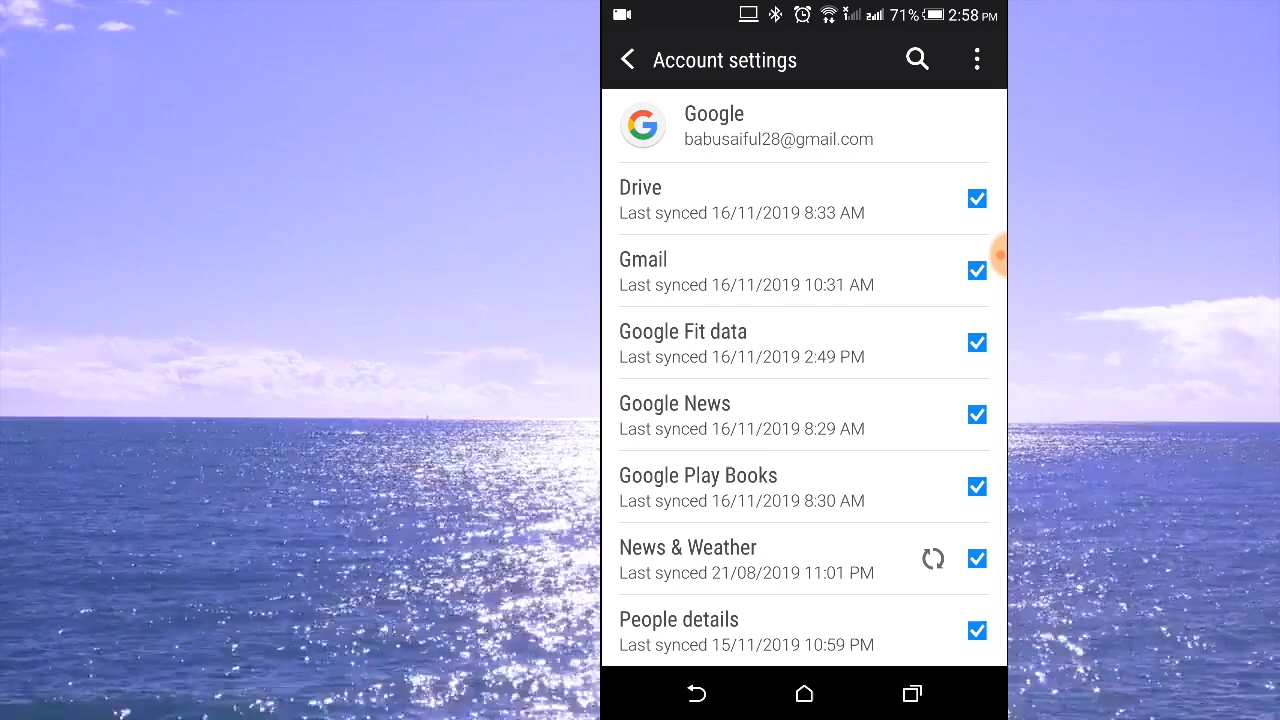 71% 2:58 PM
Account settings
Google
babusaiful28@gmail.com
Drive
Last synced 16/11/2019 8:33 AM
Gmail
Last synced 16/11/2019 10:31 AM
Google Fit data
Last synced 16/11/2019 2:49 PM
Google News
Last synced 16/11/2019 8:29 AM
Google Play Books
Last synced 16/11/2019 8:30 AM
News & Weather
Last synced 21/08/2019 11:01 PM
People details
Last synced 15/11/2019 10:59 PM